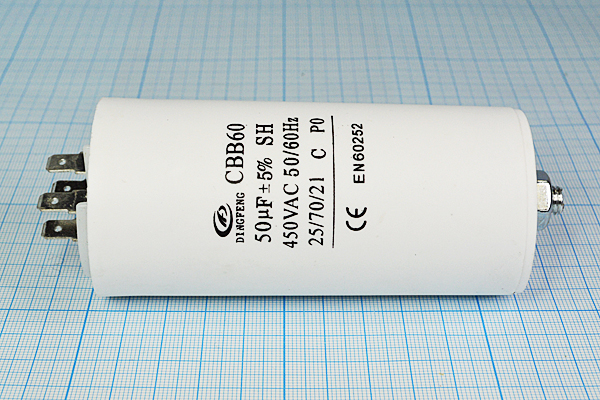 DINGFENG CBB60
50µF±5% SH
450VAC 50/60Hz
25/70/21 C P0
EN60252
CE